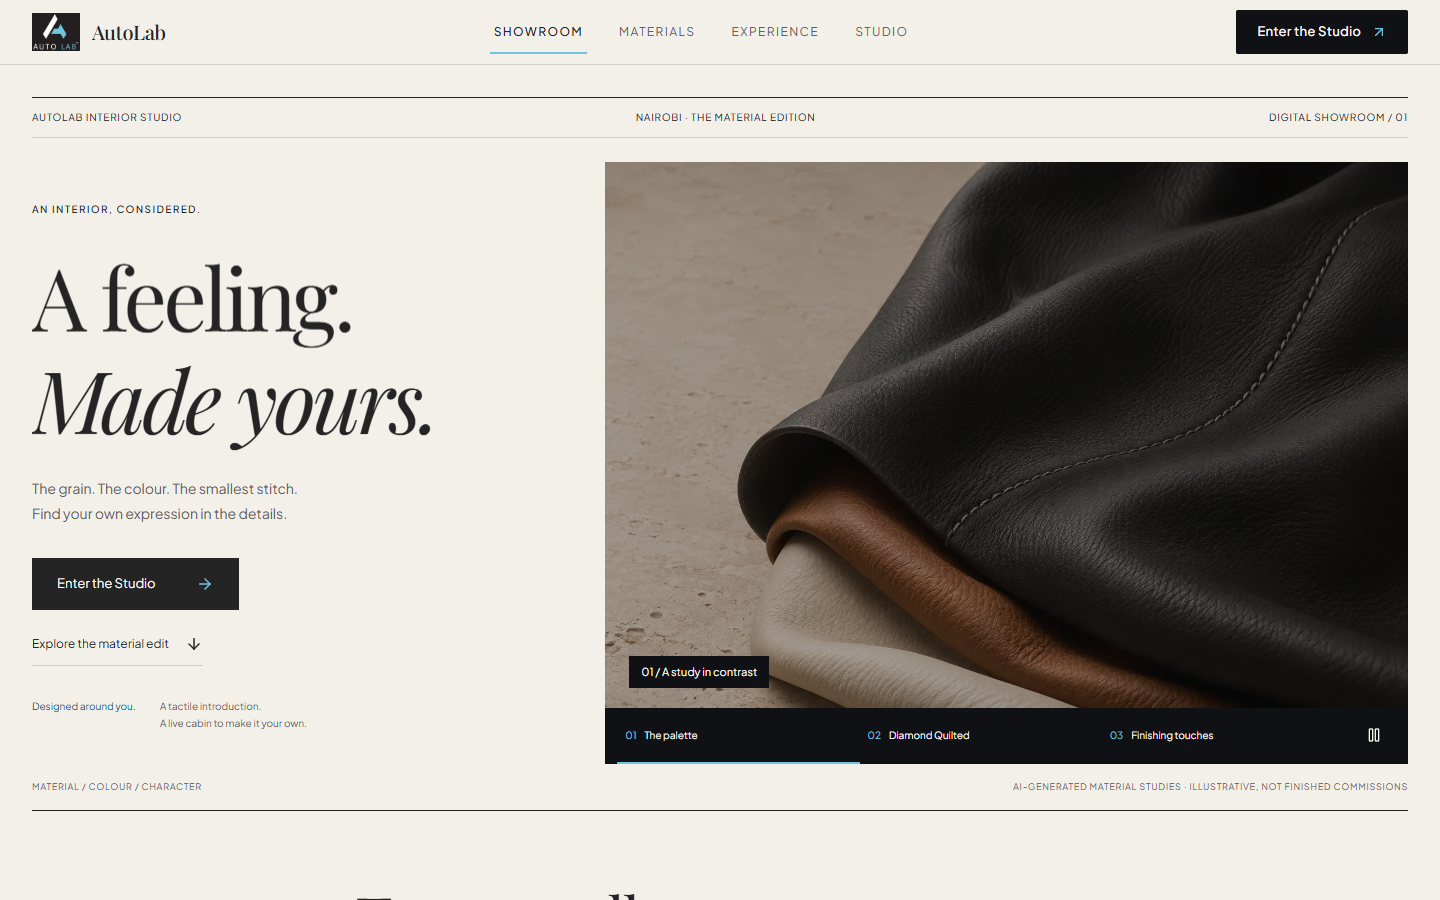 AUTO LAB
AutoLab
SHOWROOM
MATERIALS
EXPERIENCE
STUDIO
Enter the Studio
AUTOLAB INTERIOR STUDIO
NAIROBI · THE MATERIAL EDITION
DIGITAL SHOWROOM / 01
AN INTERIOR, CONSIDERED.
A feeling.
Made yours.
The grain. The colour. The smallest stitch.
Find your own expression in the details.
Enter the Studio
Explore the material edit
Designed around you.
A tactile introduction.
A live cabin to make it your own.
01 / A study in contrast
01 The palette
02 Diamond Quilted
03 Finishing touches
MATERIAL / COLOUR / CHARACTER
AI-GENERATED MATERIAL STUDIES · ILLUSTRATIVE, NOT FINISHED COMMISSIONS